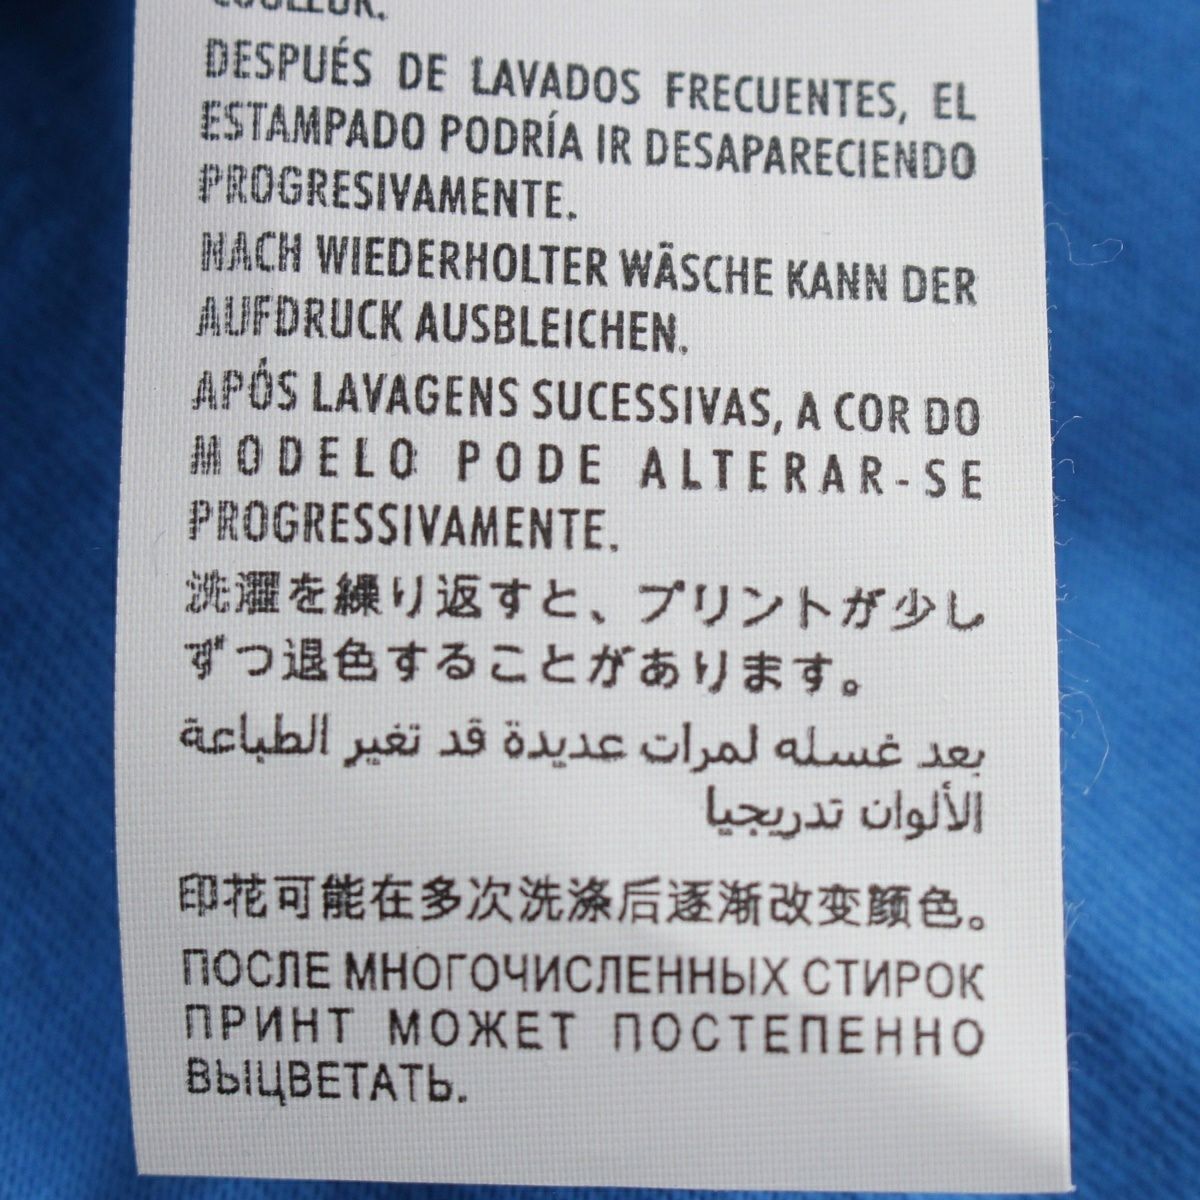 COULEUR.
DESPUÉS DE LAVADOS FRECUENTES, EL
ESTAMPADO PODRÍA IR DESAPARECIENDO
PROGRESIVAMENTE.
NACH WIEDERHOLTER WÄSCHE KANN DER
AUFDRUCK AUSBLEICHEN.
APÓS LAVAGENS SUCESSIVAS, A COR DO
MODELO PODE ALTERAR-SE
PROGRESSIVAMENTE.
洗濯を繰り返すと、プリントが少し
ずつ退色することがあります。
بعد غسله لمرات عديدة قد تغير الطباعة
الألوان تدريجيا
印花可能在多次洗涤后逐渐改变颜色。
ПОСЛЕ МНОГОЧИСЛЕННЫХ СТИРОК
ПРИНТ МОЖЕТ ПОСТЕПЕННО
ВЫЦВЕТАТЬ.